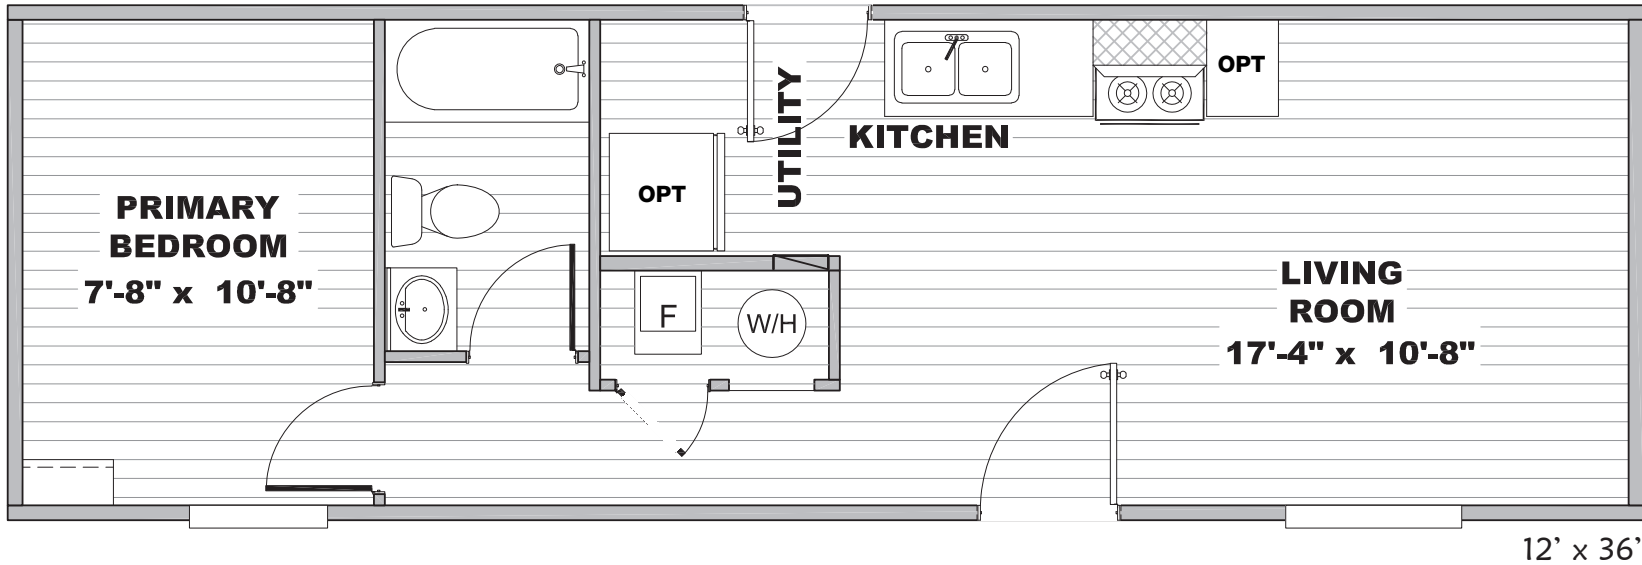 PRIMARY
BEDROOM
7'-8" x 10'-8"
OPT
F
W/H
UTILITY
KITCHEN
OPT
LIVING
ROOM
17'-4" x 10'-8"
12’ x 36’